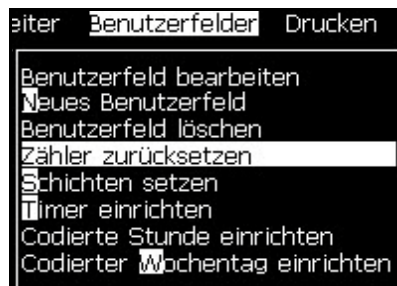 eiter Benutzerfelder Drucken
Benutzerfeld bearbeiten
Neues Benutzerfeld
Benutzerfeld löschen
Zähler zurücksetzen
Schichten setzen
Timer einrichten
Codierte Stunde einrichten
Codierter Wochentag einrichten